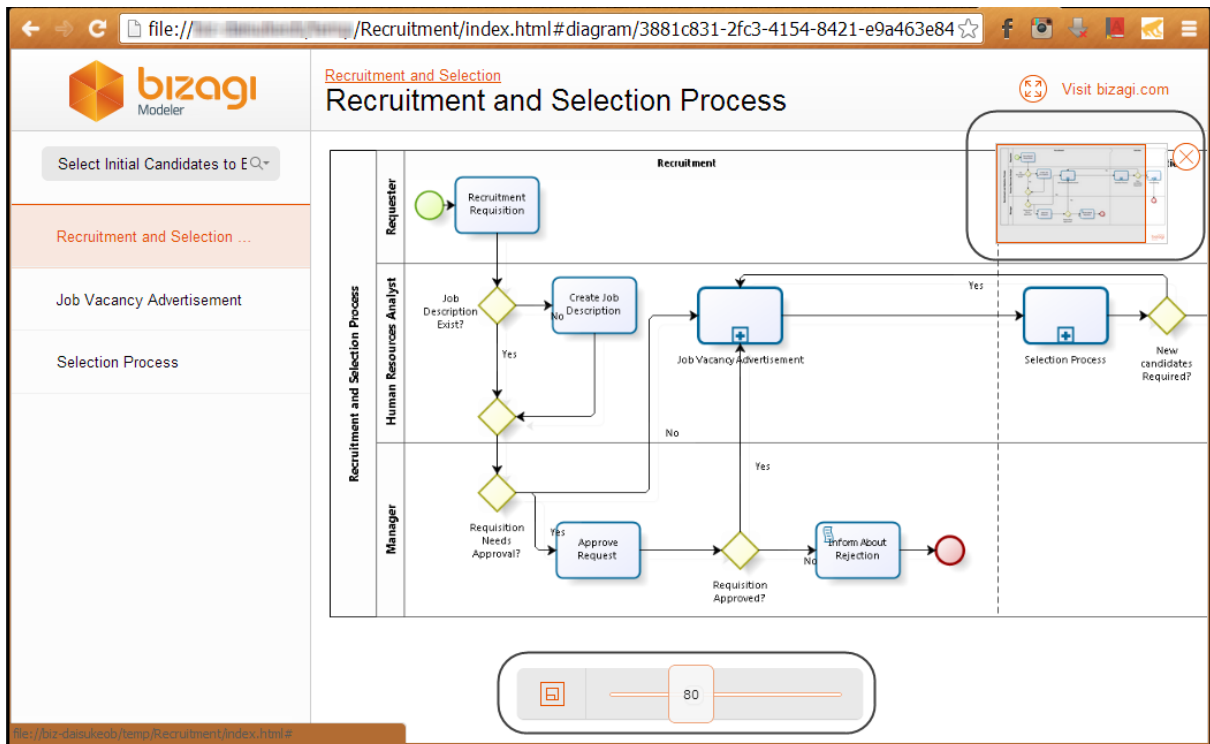 file://
/Recruitment/index.html#diagram/3881c831-2fc3-4154-8421-e9a463e84
bizagi
Modeler
Recruitment and Selection
Recruitment and Selection Process
Visit bizagi.com
Select Initial Candidates to E
Recruitment and Selection ...
Job Vacancy Advertisement
Selection Process
Recruitment
Recruitment and Selection Process
Requester
Recruitment
Requisition
Human Resources Analyst
Job
Description
Exist?
No
Create Job
Description
Yes
Job Vacancy Advertisement
Yes
Selection Process
New
candidates
Required?
No
Manager
Requisition
Needs
Approval?
Yes
Approve
Request
Yes
Requisition
Approved?
No
Inform About
Rejection
80
file://biz-daisukeob/temp/Recruitment/index.html#